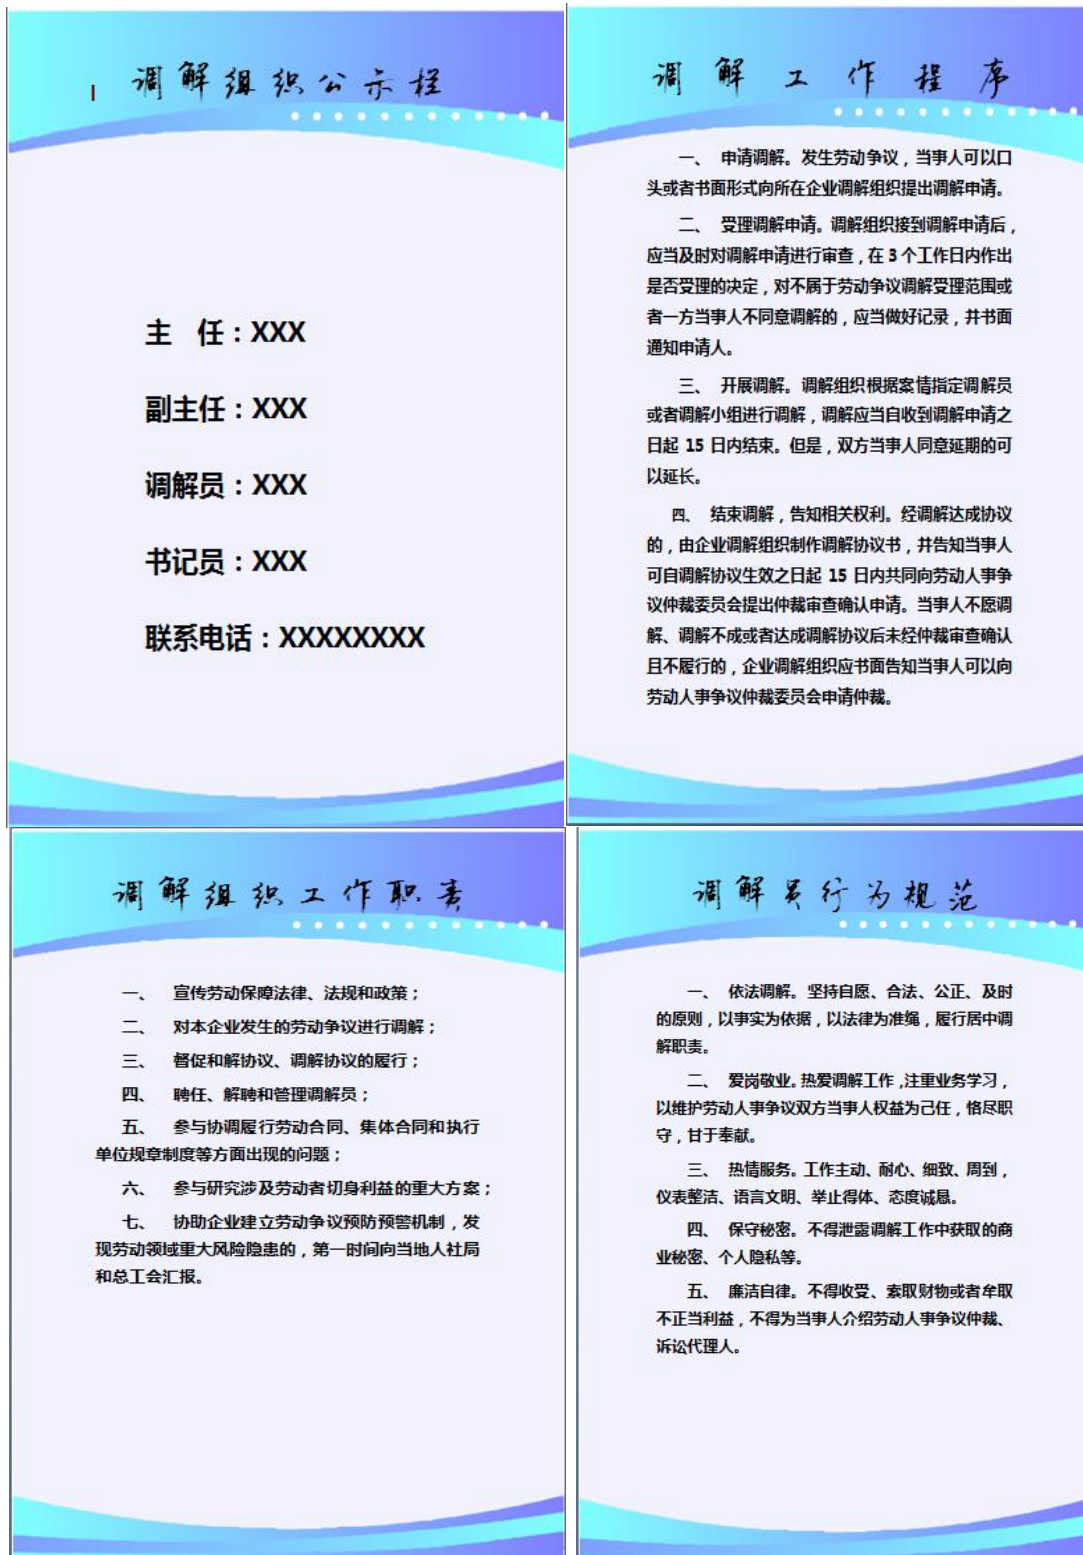 调解组织公示栏
主 任：XXX
副主任：XXX
调解员：XXX
书记员：XXX
联系电话：XXXXXXXX
调解工作程序
一、 申请调解。发生劳动争议，当事人可以口
头或者书面形式向所在企业调解组织提出调解申请。
二、 受理调解申请。调解组织接到调解申请后，
应当及时对调解申请进行审查，在 3 个工作日内作出
是否受理的决定，对不属于劳动争议调解受理范围或
者一方当事人不同意调解的，应当做好记录，并书面
通知申请人。
三、 开展调解。调解组织根据案情指定调解员
或者调解小组进行调解，调解应当自收到调解申请之
日起 15 日内结束。但是，双方当事人同意延期的可
以延长。
四、 结束调解，告知相关权利。经调解达成协议
的，由企业调解组织制作调解协议书，并告知当事人
可自调解协议生效之日起 15 日内共同向劳动人事争
议仲裁委员会提出仲裁审查确认申请。当事人不愿调
解、调解不成或者达成调解协议后未经仲裁审查确认
且不履行的，企业调解组织应书面告知当事人可以向
劳动人事争议仲裁委员会申请仲裁。
调解组织工作职责
一、 宣传劳动保障法律、法规和政策；
二、 对本企业发生的劳动争议进行调解；
三、 督促和解协议、调解协议的履行；
四、 聘任、解聘和管理调解员；
五、 参与协调履行劳动合同、集体合同和执行
单位规章制度等方面出现的问题；
六、 参与研究涉及劳动者切身利益的重大方案；
七、 协助企业建立劳动争议预防预警机制，发
现劳动领域重大风险隐患的，第一时间向当地人社局
和总工会汇报。
调解员行为规范
一、 依法调解。坚持自愿、合法、公正、及时
的原则，以事实为依据，以法律为准绳，履行居中调
解职责。
二、 爱岗敬业。热爱调解工作，注重业务学习，
以维护劳动人事争议双方当事人权益为己任，恪尽职
守，甘于奉献。
三、 热情服务。工作主动、耐心、细致、周到，
仪表整洁、语言文明、举止得体、态度诚恳。
四、 保守秘密。不得泄露调解工作中获取的商
业秘密、个人隐私等。
五、 廉洁自律。不得收受、索取财物或者牟取
不正当利益，不得为当事人介绍劳动人事争议仲裁、
诉讼代理人。